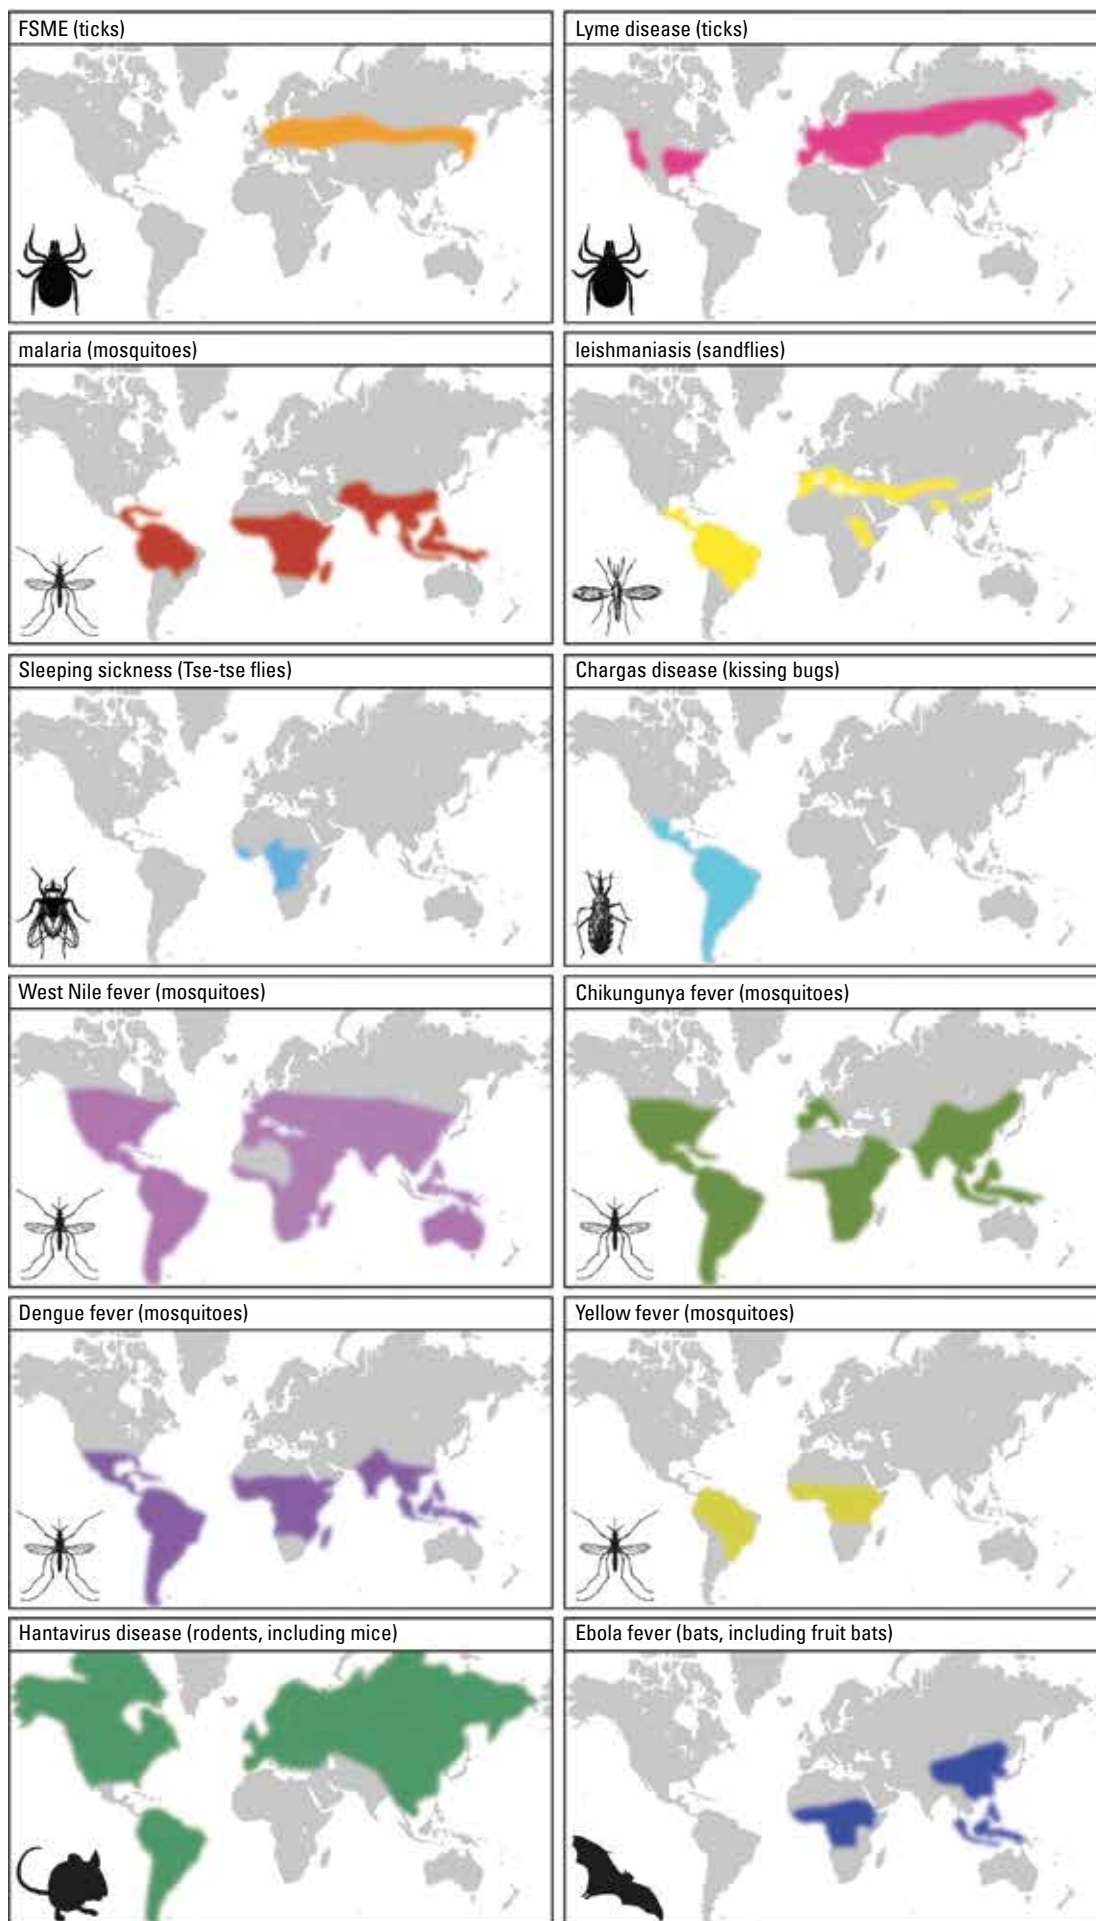 FSME (ticks)
Lyme disease (ticks)
malaria (mosquitoes)
leishmaniasis (sandflies)
Sleeping sickness (Tse-tse flies)
Chargas disease (kissing bugs)
West Nile fever (mosquitoes)
Chikungunya fever (mosquitoes)
Dengue fever (mosquitoes)
Yellow fever (mosquitoes)
Hantavirus disease (rodents, including mice)
Ebola fever (bats, including fruit bats)